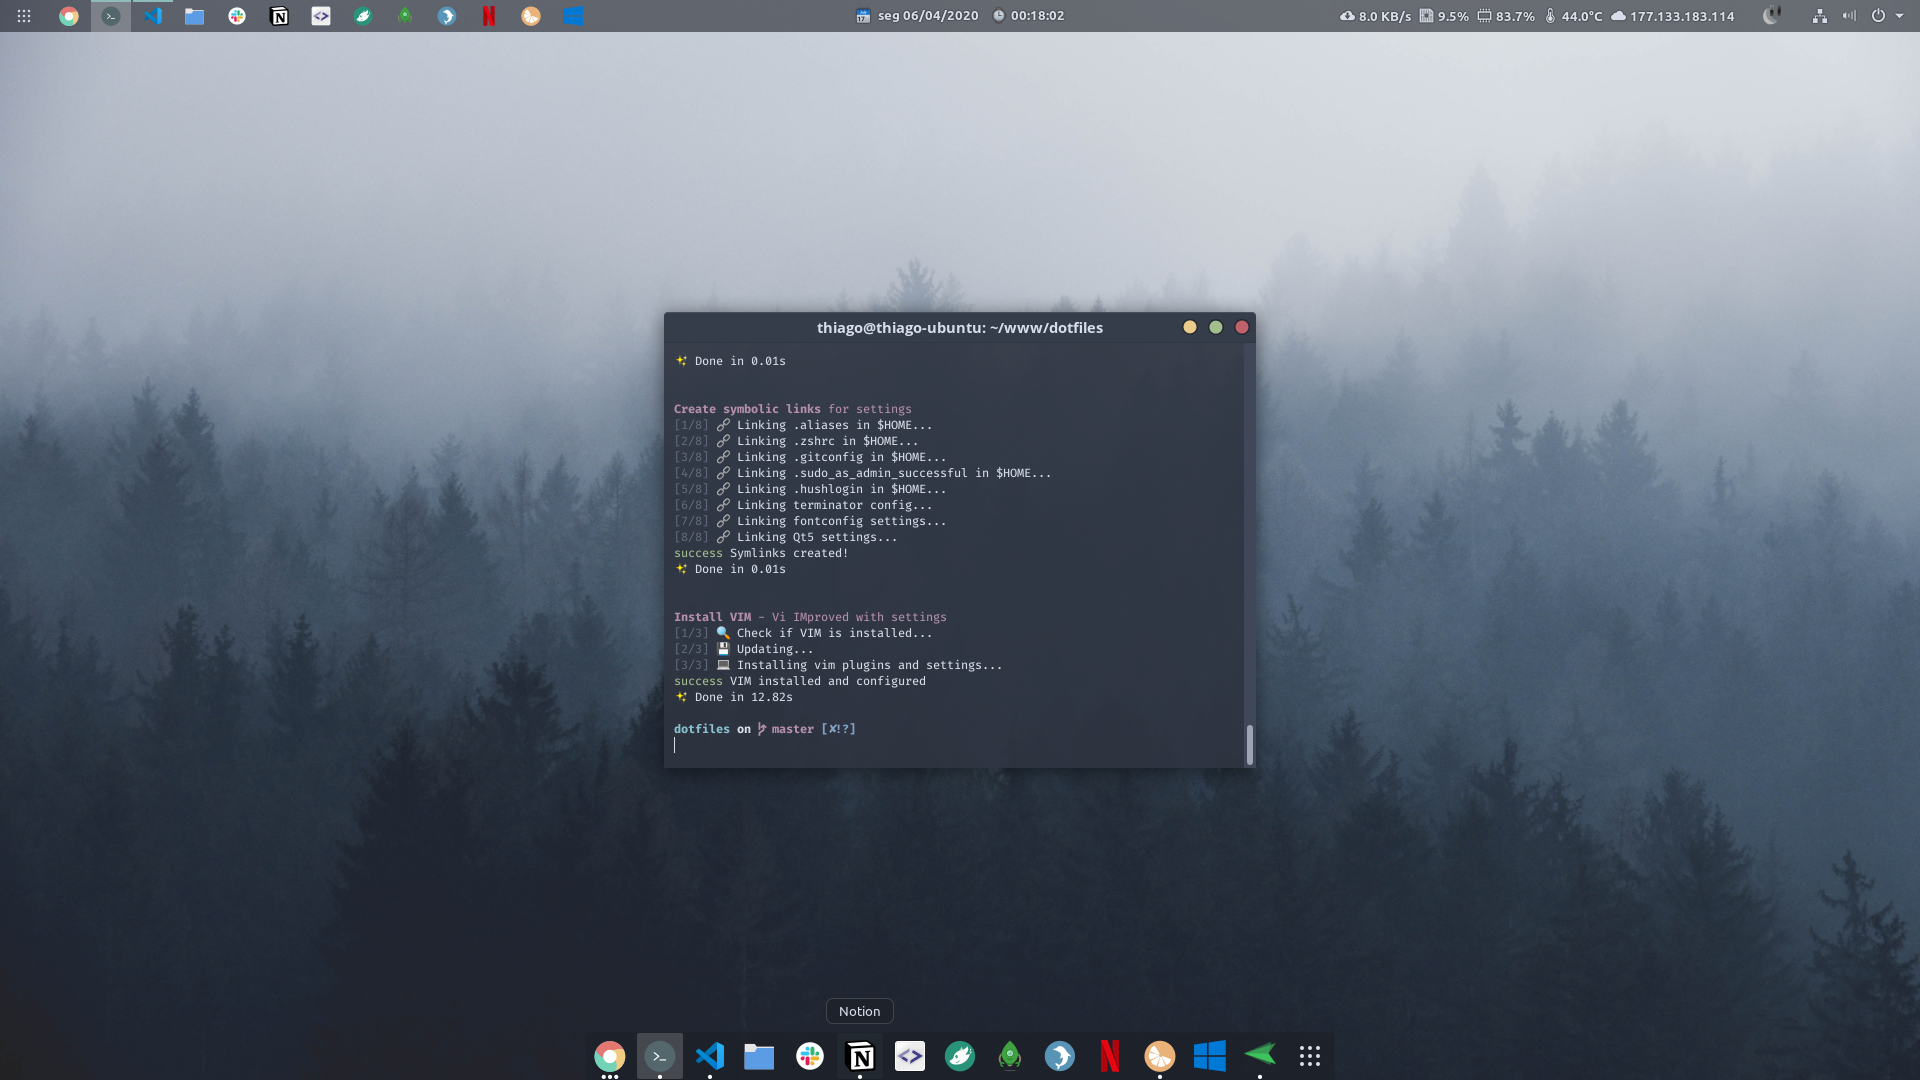 seg 06/04/2020 00:18:02
8.0 KB/s 9.5% 83.7% 44.0°C 177.133.183.114
thiago@thiago-ubuntu: ~/www/dotfiles
✨ Done in 0.01s
Create symbolic links for settings
[1/8] 🔗 Linking .aliases in $HOME...
[2/8] 🔗 Linking .zshrc in $HOME...
[3/8] 🔗 Linking .gitconfig in $HOME...
[4/8] 🔗 Linking .sudo_as_admin_successful in $HOME...
[5/8] 🔗 Linking .hushlogin in $HOME...
[6/8] 🔗 Linking terminator config...
[7/8] 🔗 Linking fontconfig settings...
[8/8] 🔗 Linking Qt5 settings...
success Symlinks created!
✨ Done in 0.01s
Install VIM - Vi IMproved with settings
[1/3] 🔍 Check if VIM is installed...
[2/3] 💾 Updating...
[3/3] 💻 Installing vim plugins and settings...
success VIM installed and configured
✨ Done in 12.82s
dotfiles on master [✘!?]
Notion